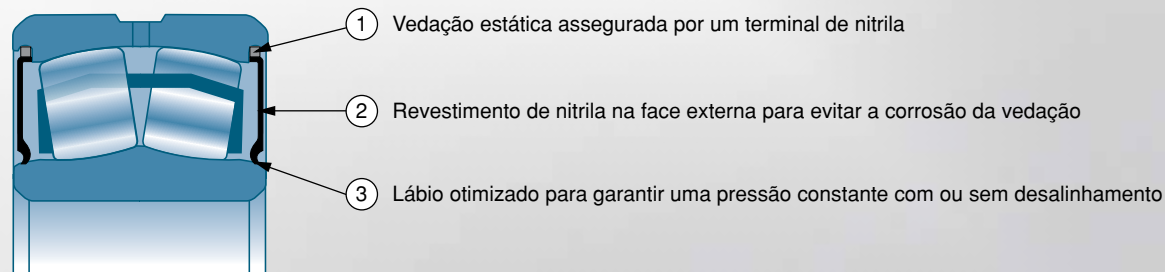 1 Vedação estática assegurada por um terminal de nitrila
2 Revestimento de nitrila na face externa para evitar a corrosão da vedação
3 Lábio otimizado para garantir uma pressão constante com ou sem desalinhamento